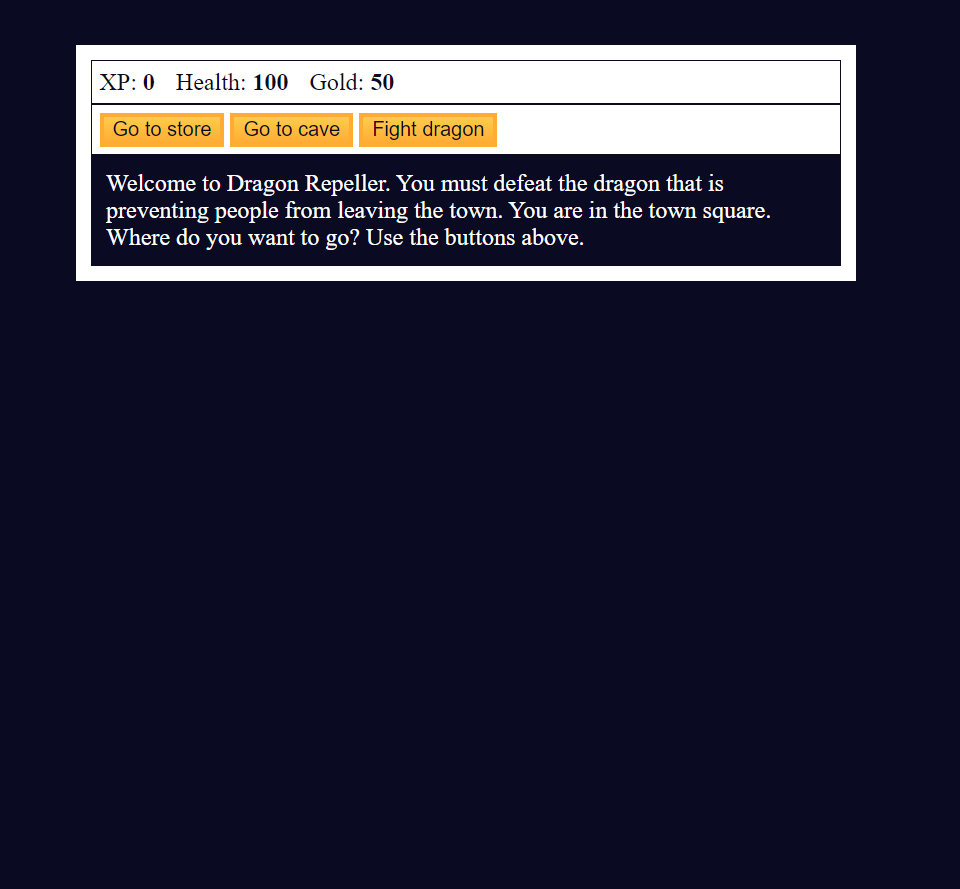 XP: 0 Health: 100 Gold: 50
Go to store Go to cave Fight dragon
Welcome to Dragon Repeller. You must defeat the dragon that is
preventing people from leaving the town. You are in the town square.
Where do you want to go? Use the buttons above.